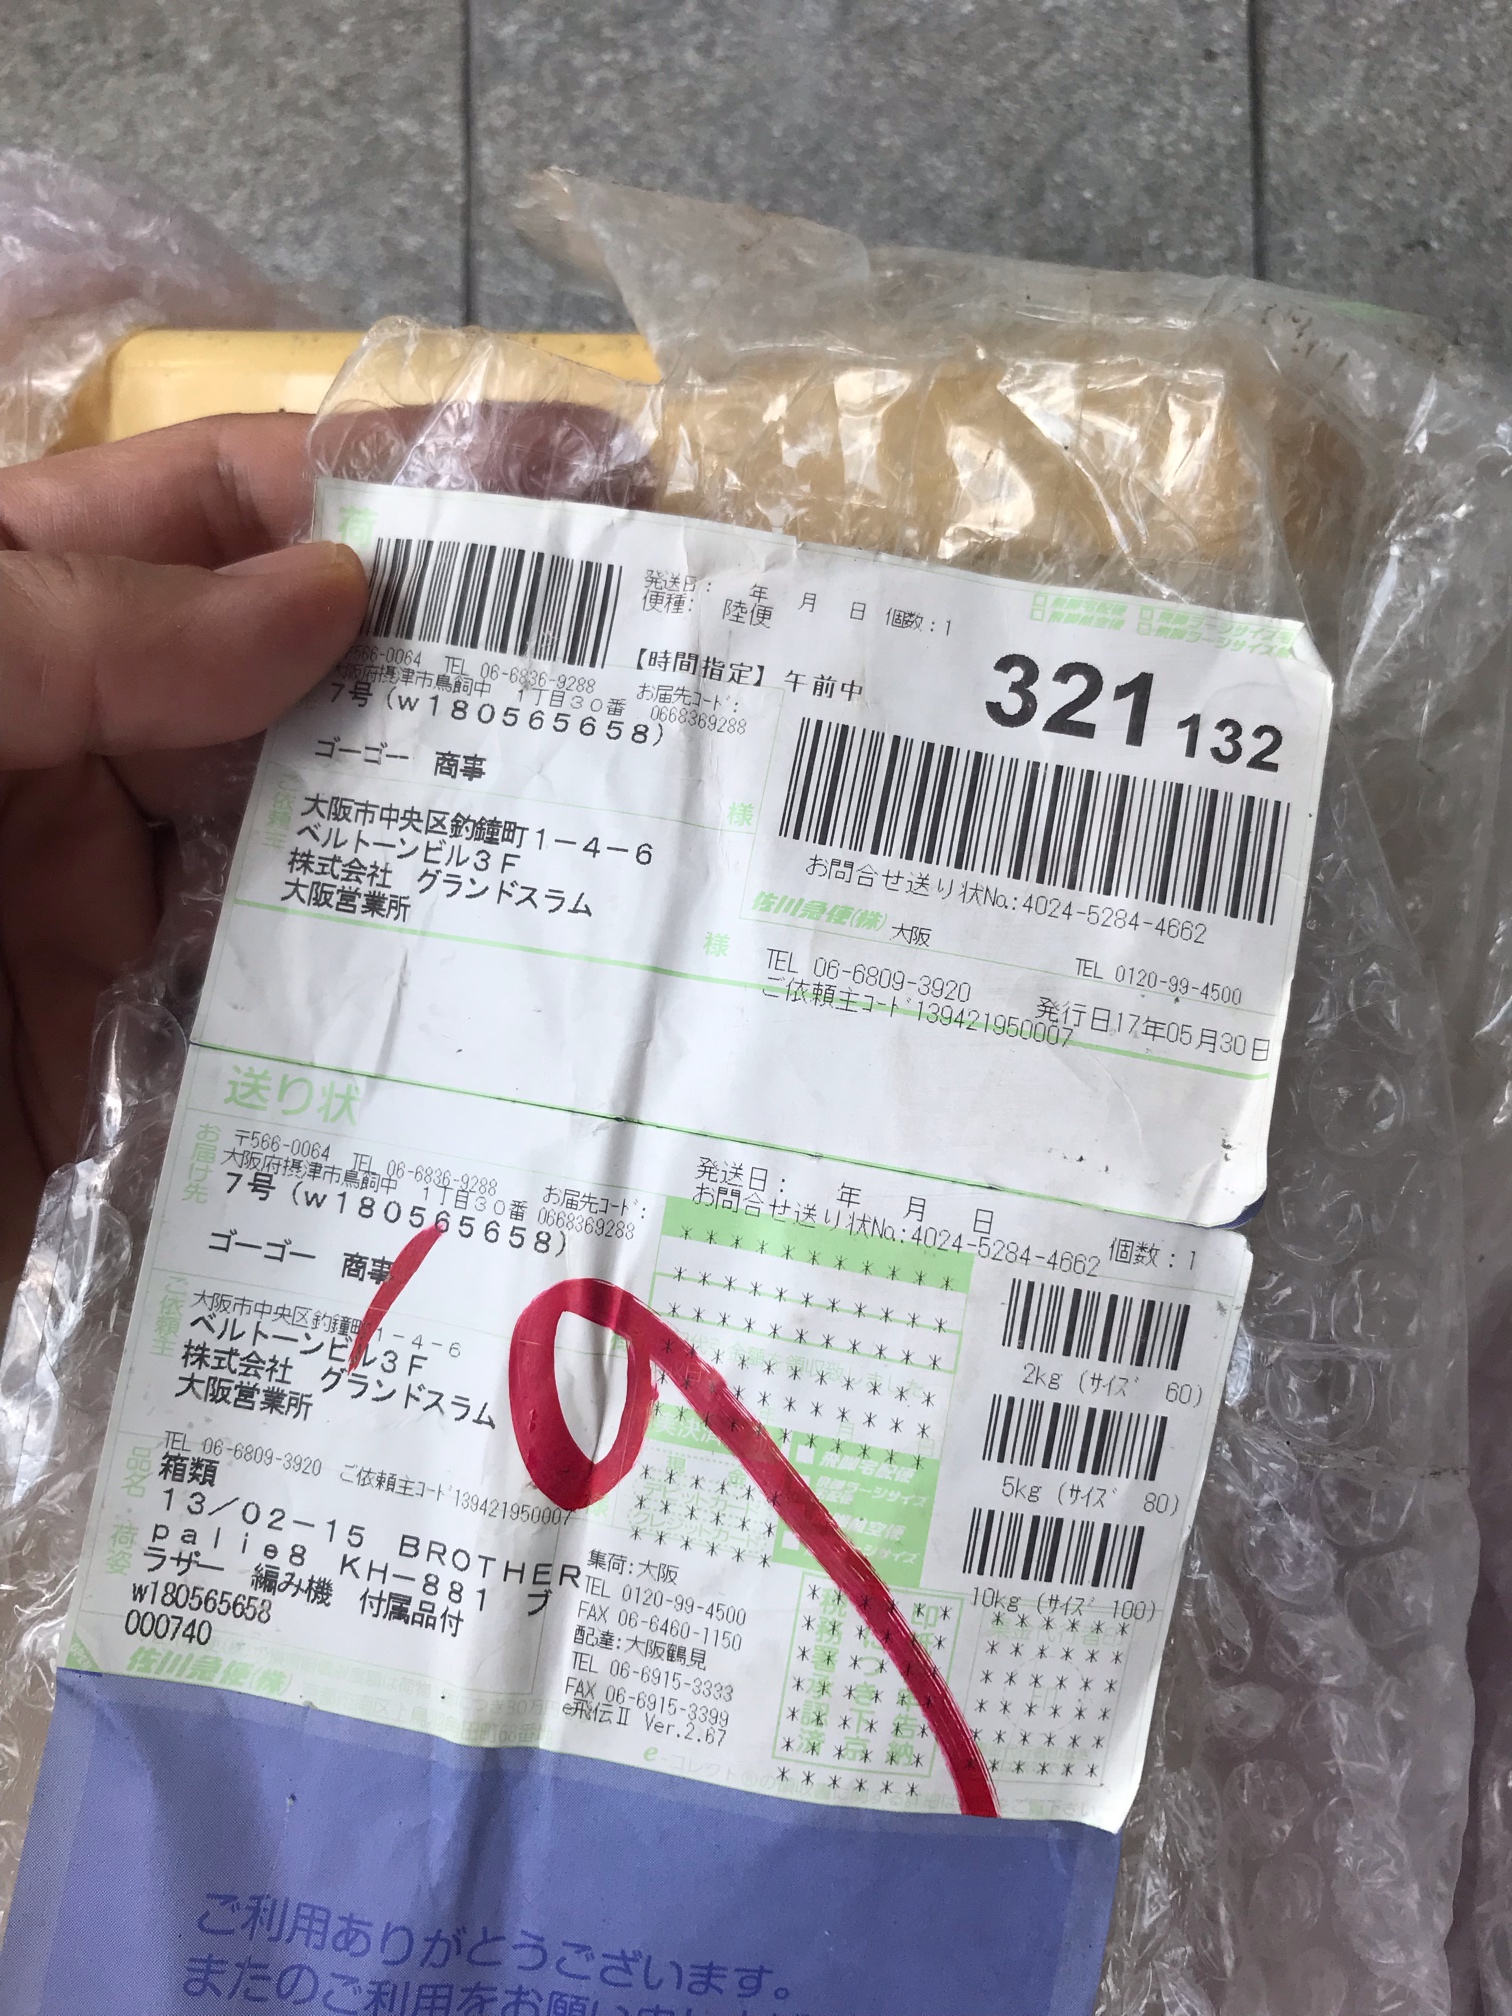 荷
発送日： 年 月 日 個数：1
便種： 陸便
【時間指定】午前中
〒566-0064 TEL 06-6836-9288
大阪府摂津市鳥飼中 1丁目30番
お届先コード：
7号（w180565658）
0668369288
321 132
ゴーゴー 商事
様
ご依頼主
大阪市中央区釣鐘町1－4－6
ベルトーンビル3F
株式会社 グランドスラム
大阪営業所
様
お問合せ送り状No.:4024-5284-4662
佐川急便(株) 大阪
TEL 0120-99-4500
TEL 06-6809-3920
ご依頼主コード139421950007
発行日17年05月30日
送り状
お届け先
〒566-0064 TEL 06-6836-9288
大阪府摂津市鳥飼中 1丁目30番
お届先コード：
7号（w180565658）
0668369288
ゴーゴー 商事
発送日： 年 月 日
お問合せ送り状No.:4024-5284-4662
個数：1
ご依頼主
大阪市中央区釣鐘町1－4－6
ベルトーンビル3F
株式会社 グランドスラム
大阪営業所
TEL 06-6809-3920 ご依頼主コード139421950007
品名・荷姿
箱類
13／02－15 BROTHER
palie8 KH－881 ブ
ラザー 編み機 付属品付
w180565658
000740
佐川急便(株)
2kg (サイズ 60)
5kg (サイズ 80)
10kg (サイズ 100)
集荷：大阪
TEL 0120-99-4500
FAX 06-6460-1150
配達：大阪鶴見
TEL 06-6915-3333
FAX 06-6915-3399
e飛伝Ⅱ Ver.2.67
ご利用ありがとうございます。
またのご利用をお願い